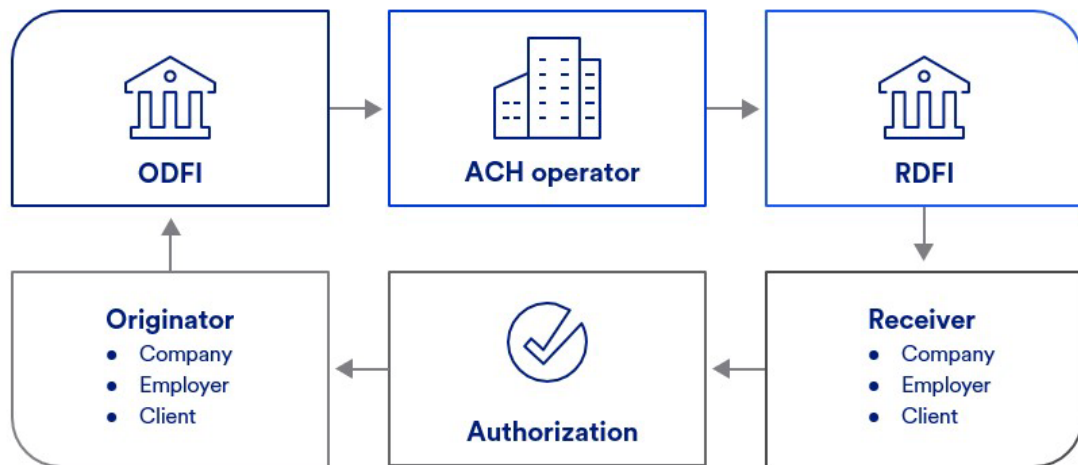 ODFI
ACH operator
RDFI
Originator
• Company
• Employer
• Client
Authorization
Receiver
• Company
• Employer
• Client